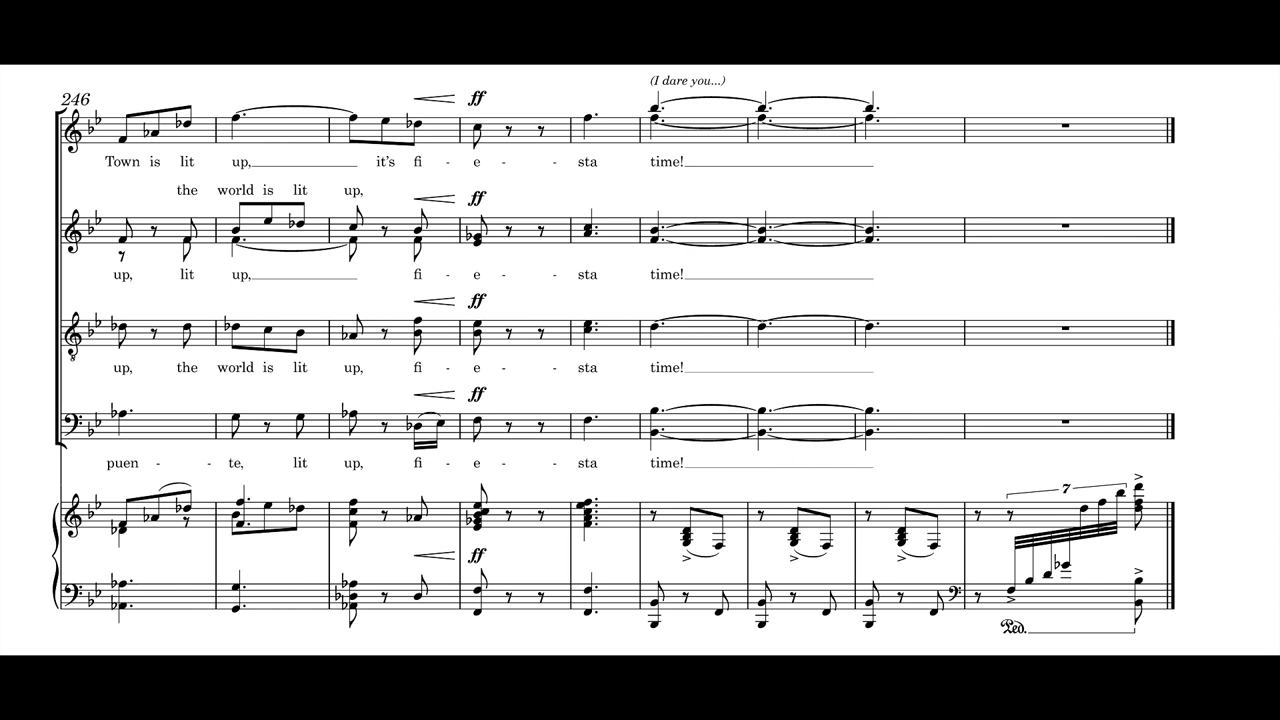 (I dare you...)
246
ff
Town is lit up, it's fi - e - - sta time!
the world is lit up,
ff
up, lit up, fi - e - - sta time!
ff
up, the world is lit up, fi - e - - sta time!
ff
puen - - te, lit up, fi - e - - sta time!
7
ff
Ped.